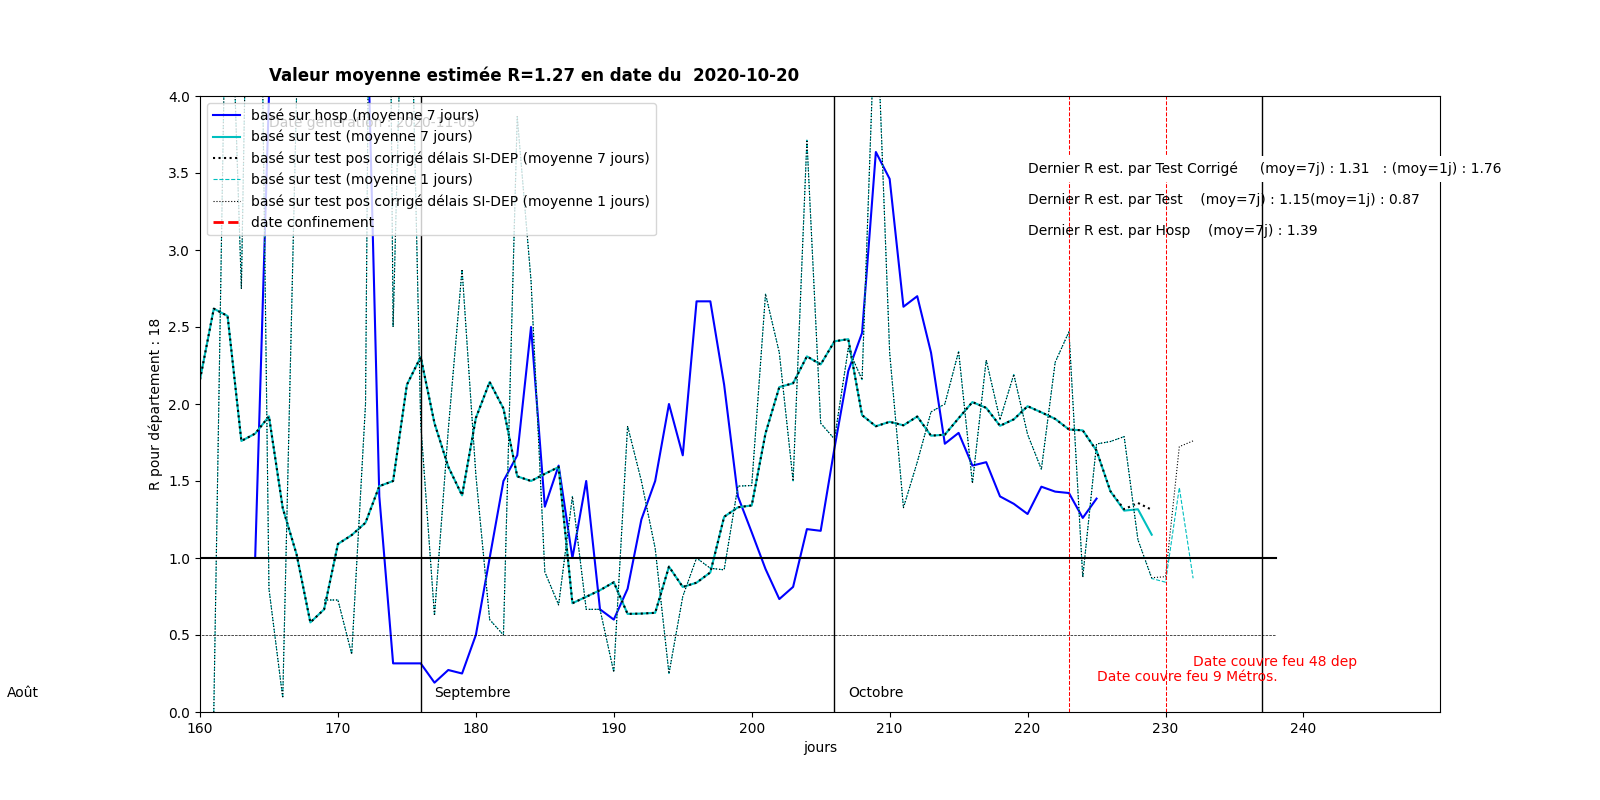 Valeur moyenne estimée R=1.27 en date du  2020-10-20
4.0
3.5
3.0
2.5
2.0
1.5
1.0
0.5
0.0
R pour département : 18
basé sur hosp (moyenne 7 jours)
Date génération : 2020-11-05
basé sur test (moyenne 7 jours)
basé sur test pos corrigé délais SI-DEP (moyenne 7 jours)
basé sur test (moyenne 1 jours)
basé sur test pos corrigé délais SI-DEP (moyenne 1 jours)
date confinement
Dernier R est. par Test Corrigé     (moy=7j) : 1.31   : (moy=1j) : 1.76
Dernier R est. par Test    (moy=7j) : 1.15(moy=1j) : 0.87
Dernier R est. par Hosp    (moy=7j) : 1.39
Date couvre feu 48 dep
Date couvre feu 9 Métros.
Août
Septembre
Octobre
160 170 180 190 200 210 220 230 240
jours